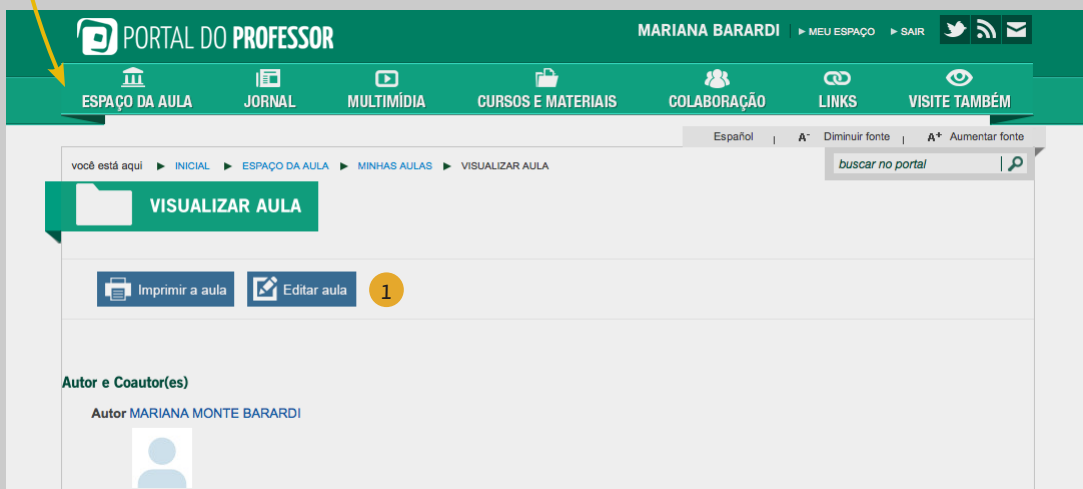 PORTAL DO PROFESSOR
MARIANA BARARDI
MEU ESPAÇO
SAIR
ESPAÇO DA AULA
JORNAL
MULTIMÍDIA
CURSOS E MATERIAIS
COLABORAÇÃO
LINKS
VISITE TAMBÉM
Español | A- Diminuir fonte | A+ Aumentar fonte
você está aqui ► INICIAL ► ESPAÇO DA AULA ► MINHAS AULAS ► VISUALIZAR AULA
buscar no portal
VISUALIZAR AULA
Imprimir a aula
Editar aula
1
Autor e Coautor(es)
Autor MARIANA MONTE BARARDI